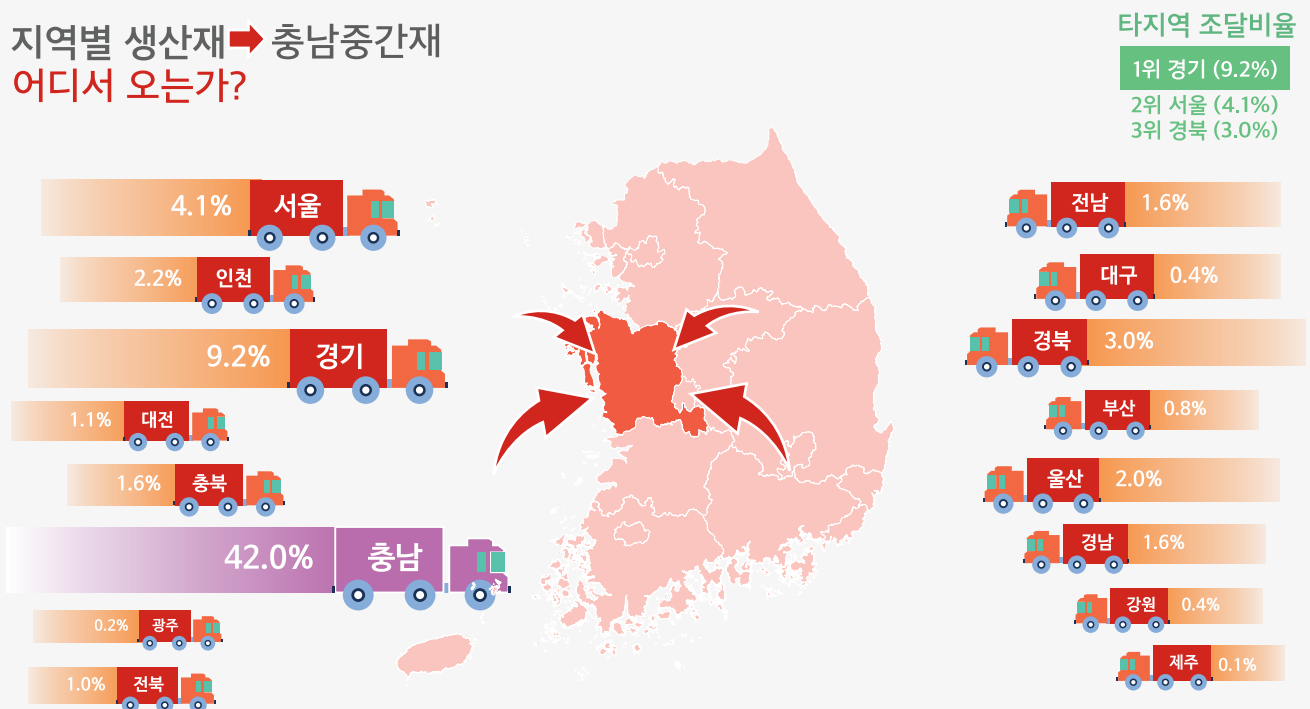 지역별 생산재 충남중간재
어디서 오는가?
타지역 조달비율
1위 경기 (9.2%)
2위 서울 (4.1%)
3위 경북 (3.0%)
4.1% 서울
2.2% 인천
9.2% 경기
1.1% 대전
1.6% 충북
42.0% 충남
0.2% 광주
1.0% 전북
전남 1.6%
대구 0.4%
경북 3.0%
부산 0.8%
울산 2.0%
경남 1.6%
강원 0.4%
제주 0.1%